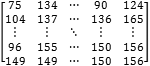 75 134 ⋯ 90 124
104 137 ⋯ 136 165
⋮ ⋮ ⋱ ⋮ ⋮
96 155 ⋯ 150 156
149 149 ⋯ 150 156